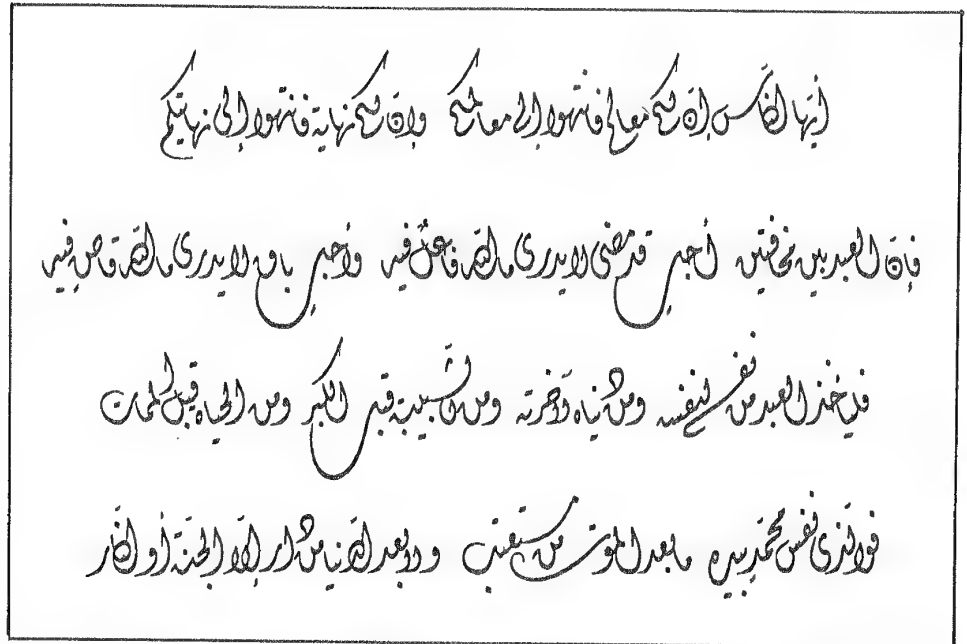 أيها الناس إن لكم معالم فانتهوا إلى معالمكم وإن لكم نهاية فانتهوا إلى نهايتكم
فإن العبد بين مخافتين أجل قد مضى لا يدري ما الله فاعل فيه وأجل باق لا يدري ما الله قاض فيه
فليأخذ العبد من نفسه لنفسه ومن دنياه لآخرته ومن الشبيبة قبل الكبر ومن الحياة قبل الممات
فوالذي نفس محمد بيده ما بعد الموت من مستعتب ولا بعد الدنيا من دار إلا الجنة أو النار